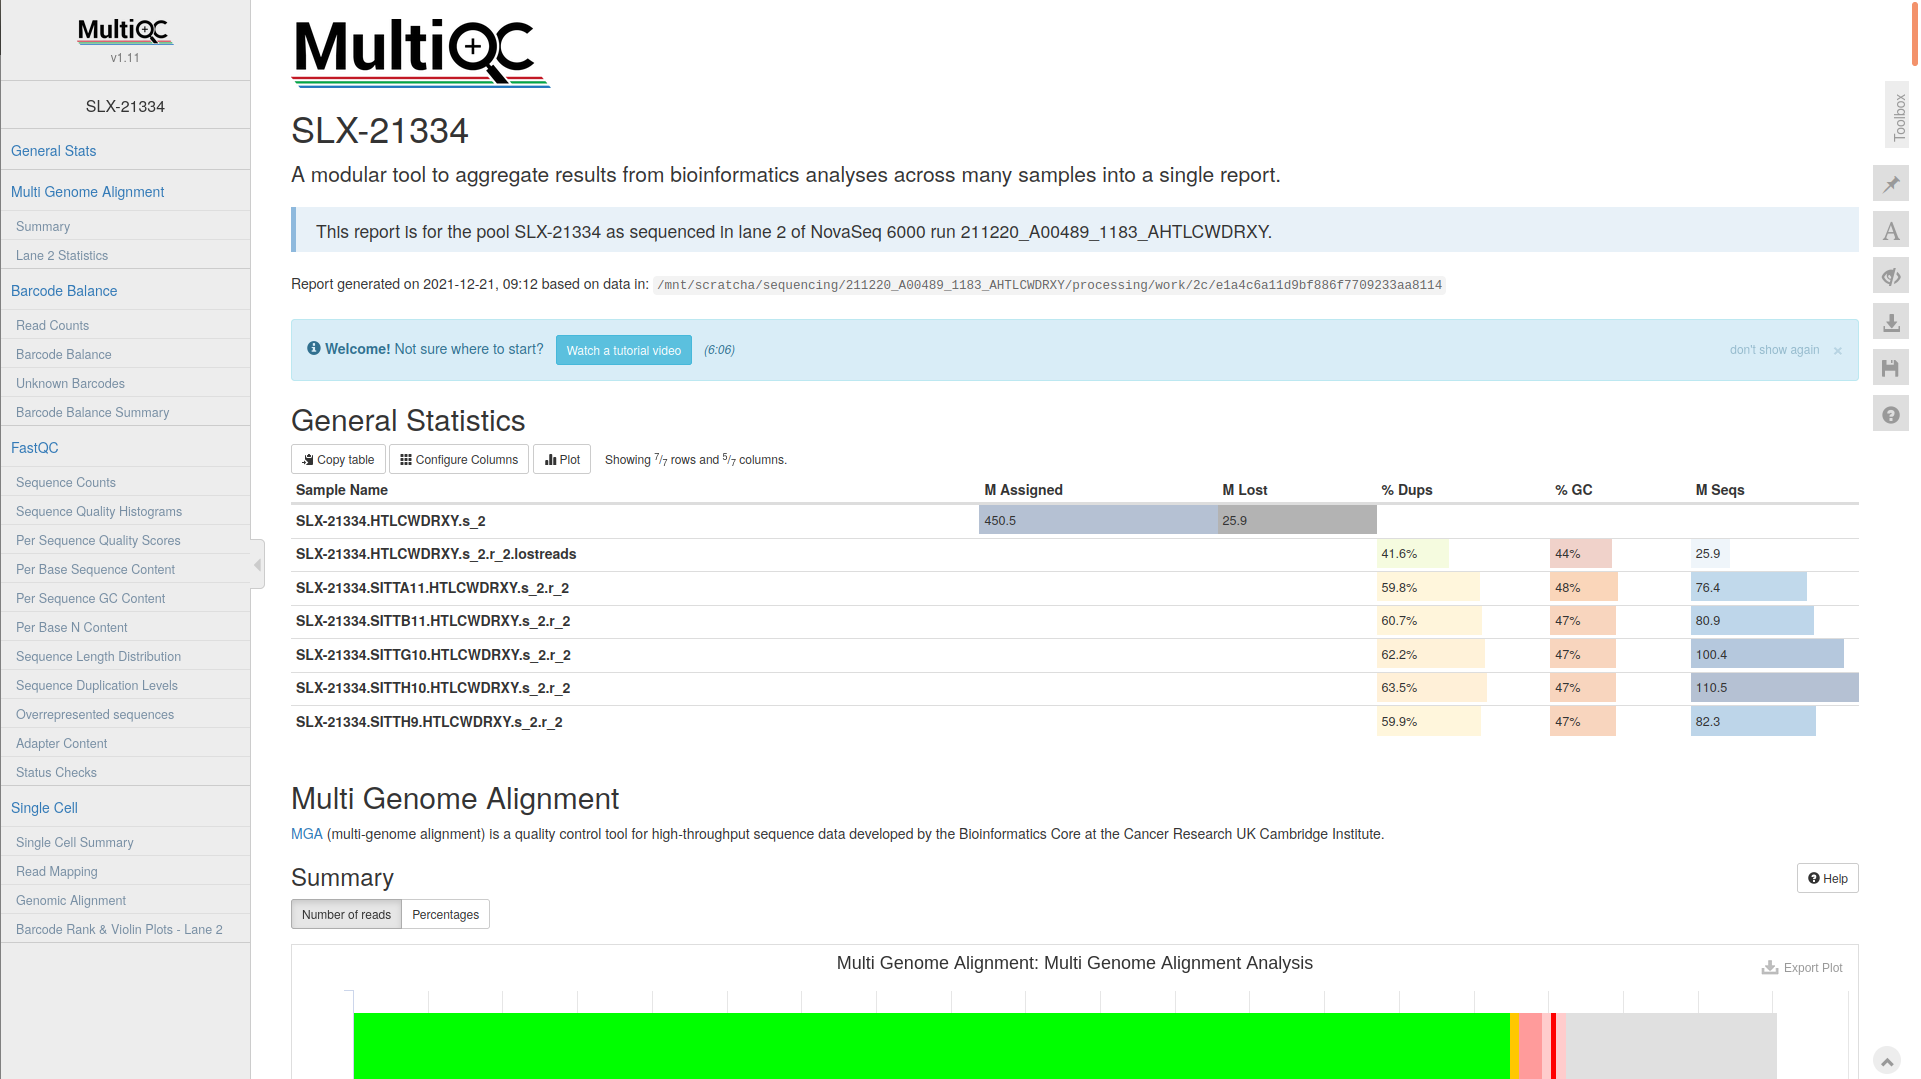 MultiQC
v1.11
SLX-21334
General Stats
Multi Genome Alignment
Summary
Lane 2 Statistics
Barcode Balance
Read Counts
Barcode Balance
Unknown Barcodes
Barcode Balance Summary
FastQC
Sequence Counts
Sequence Quality Histograms
Per Sequence Quality Scores
Per Base Sequence Content
Per Sequence GC Content
Per Base N Content
Sequence Length Distribution
Sequence Duplication Levels
Overrepresented sequences
Adapter Content
Status Checks
Single Cell
Single Cell Summary
Read Mapping
Genomic Alignment
Barcode Rank & Violin Plots - Lane 2
MultiQC
SLX-21334
A modular tool to aggregate results from bioinformatics analyses across many samples into a single report.
This report is for the pool SLX-21334 as sequenced in lane 2 of NovaSeq 6000 run 211220_A00489_1183_AHTLCWDRXY.
Report generated on 2021-12-21, 09:12 based on data in: /mnt/scratcha/sequencing/211220_A00489_1183_AHTLCWDRXY/processing/work/2c/e1a4c6a11d9bf886f7709233aa8114
Welcome! Not sure where to start? Watch a tutorial video (6:06) don't show again ×
General Statistics
Copy table Configure Columns Plot Showing 7/7 rows and 5/7 columns.
Sample Name M Assigned M Lost % Dups % GC M Seqs
SLX-21334.HTLCWDRXY.s_2 450.5 25.9
SLX-21334.HTLCWDRXY.s_2.r_2.lostreads 41.6% 44% 25.9
SLX-21334.SITTA11.HTLCWDRXY.s_2.r_2 59.8% 48% 76.4
SLX-21334.SITTB11.HTLCWDRXY.s_2.r_2 60.7% 47% 80.9
SLX-21334.SITTG10.HTLCWDRXY.s_2.r_2 62.2% 47% 100.4
SLX-21334.SITTH10.HTLCWDRXY.s_2.r_2 63.5% 47% 110.5
SLX-21334.SITTH9.HTLCWDRXY.s_2.r_2 59.9% 47% 82.3
Multi Genome Alignment
MGA (multi-genome alignment) is a quality control tool for high-throughput sequence data developed by the Bioinformatics Core at the Cancer Research UK Cambridge Institute.
Summary
Help
Number of reads Percentages
Multi Genome Alignment: Multi Genome Alignment Analysis
Export Plot
Toolbox
A